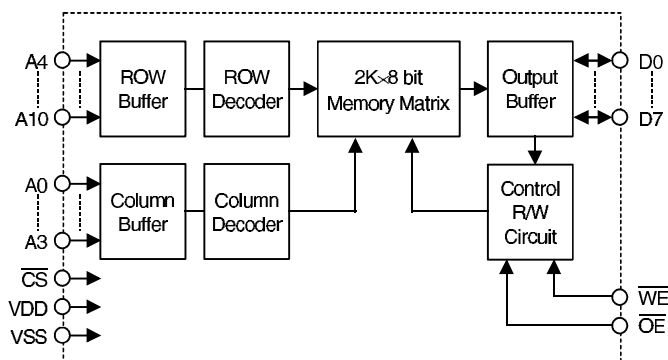 A4
A10
A0
A3
CS
VDD
VSS
ROW
Buffer
ROW
Decoder
2K×8 bit
Memory Matrix
Output
Buffer
Column
Buffer
Column
Decoder
Control
R/W
Circuit
D0
D7
WE
OE